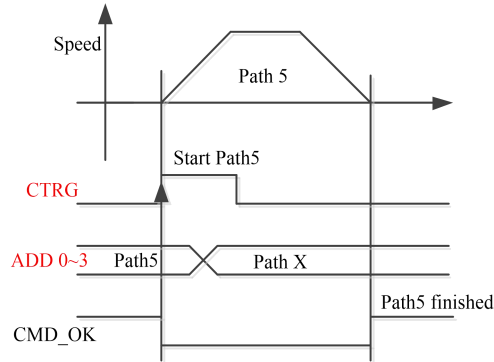 Speed
Path 5
Start Path5
CTRG
ADD 0~3
Path5
Path X
Path5 finished
CMD_OK